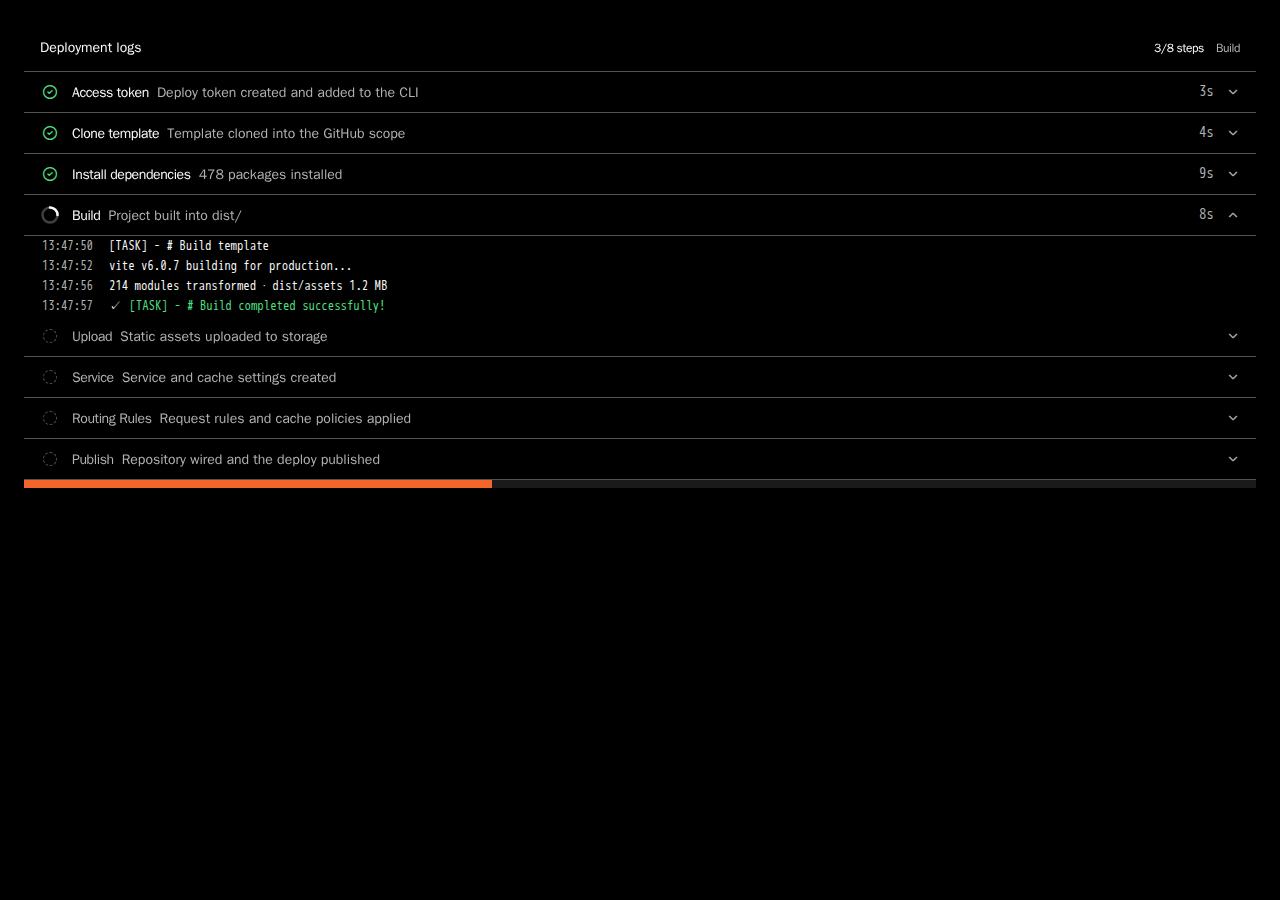 Deployment logs 3/8 steps Build
Access token Deploy token created and added to the CLI 3s
Clone template Template cloned into the GitHub scope 4s
Install dependencies 478 packages installed 9s
Build Project built into dist/ 8s
13:47:50 [TASK] - # Build template
13:47:52 vite v6.0.7 building for production...
13:47:56 214 modules transformed · dist/assets 1.2 MB
13:47:57 ✓ [TASK] - # Build completed successfully!
Upload Static assets uploaded to storage
Service Service and cache settings created
Routing Rules Request rules and cache policies applied
Publish Repository wired and the deploy published